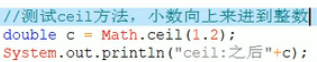 //测试ceil方法，小数向上来进到整数
double c = Math.ceil(1.2);
System.out.println("ceil:之后"+c);